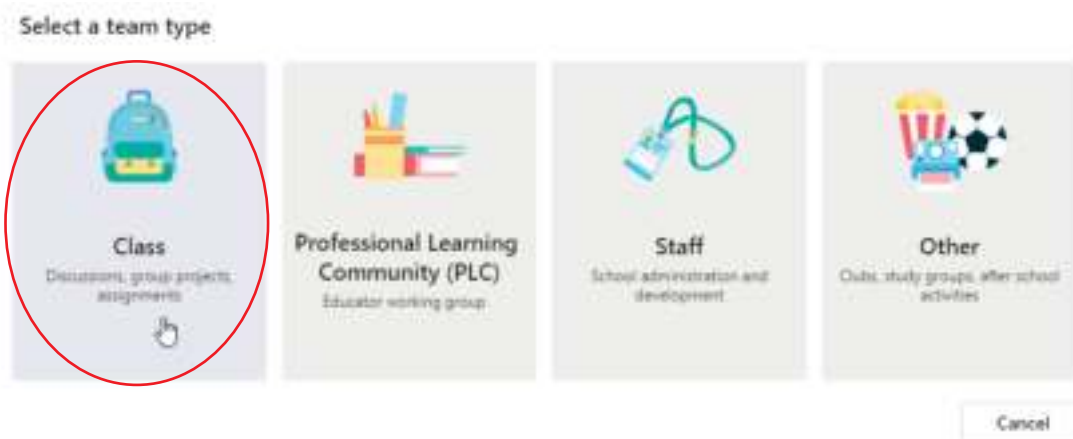 Select a team type
Class
Discussions, group projects,
assignments
Professional Learning
Community (PLC)
Educator working group
Staff
School administration and
development
Other
Clubs, study groups, after school
activities
Cancel